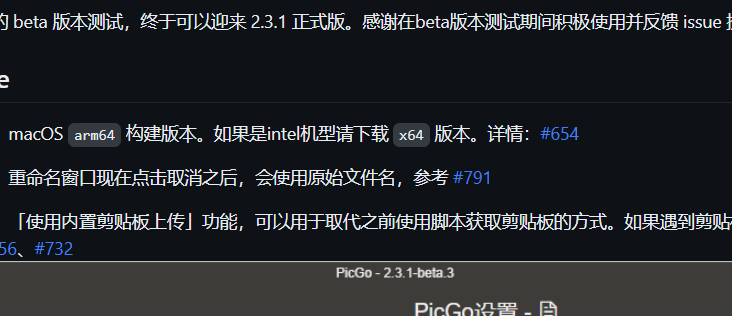 的 beta 版本测试，终于可以迎来 2.3.1 正式版。感谢在beta版本测试期间积极使用并反馈 issue
e
macOS arm64 构建版本。如果是intel机型请下载 x64 版本。详情：#654
重命名窗口现在点击取消之后，会使用原始文件名，参考 #791
「使用内置剪贴板上传」功能，可以用于取代之前使用脚本获取剪贴板的方式。如果遇到剪贴
56、#732
PicGo - 2.3.1-beta.3
PicGo设置 -